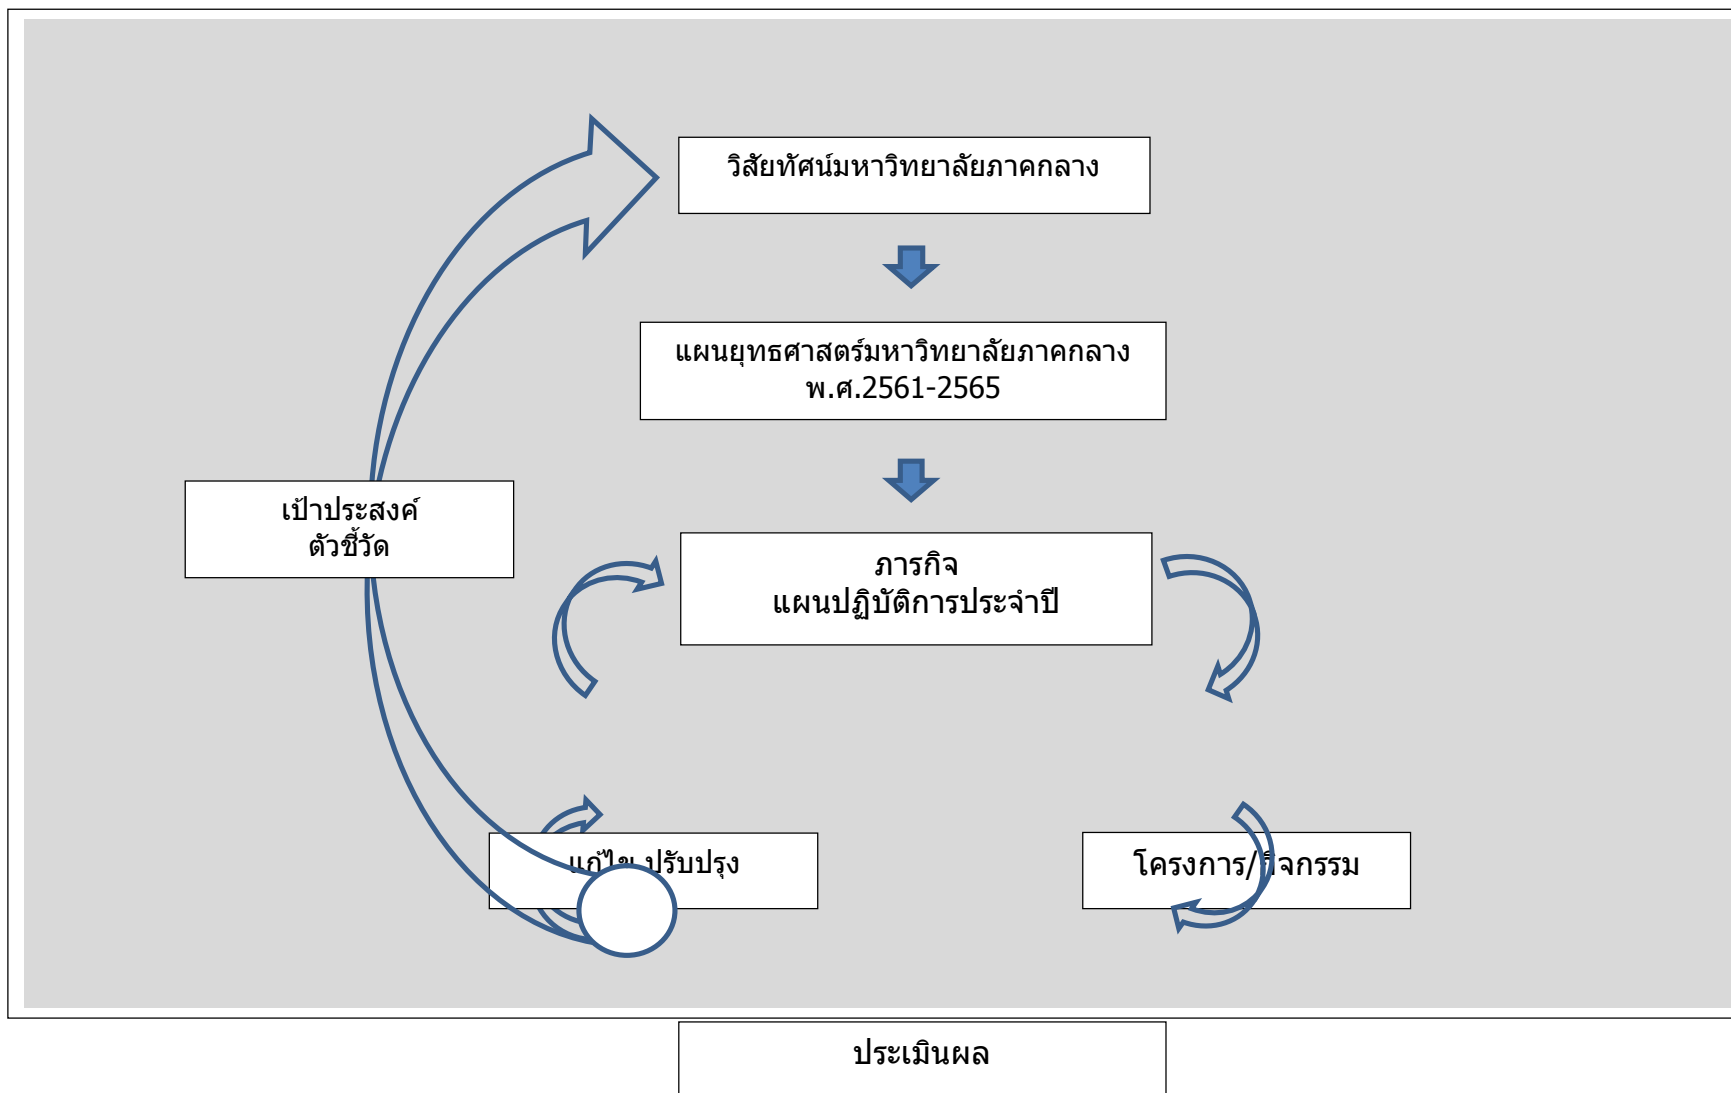 วิสัยทัศน์มหาวิทยาลัยภาคกลาง
แผนยุทธศาสตร์มหาวิทยาลัยภาคกลาง
พ.ศ.2561-2565
เป้าประสงค์
ตัวชี้วัด
ภารกิจ
แผนปฏิบัติการประจำปี
แก้ไข ปรับปรุง
โครงการ/กิจกรรม
ประเมินผล